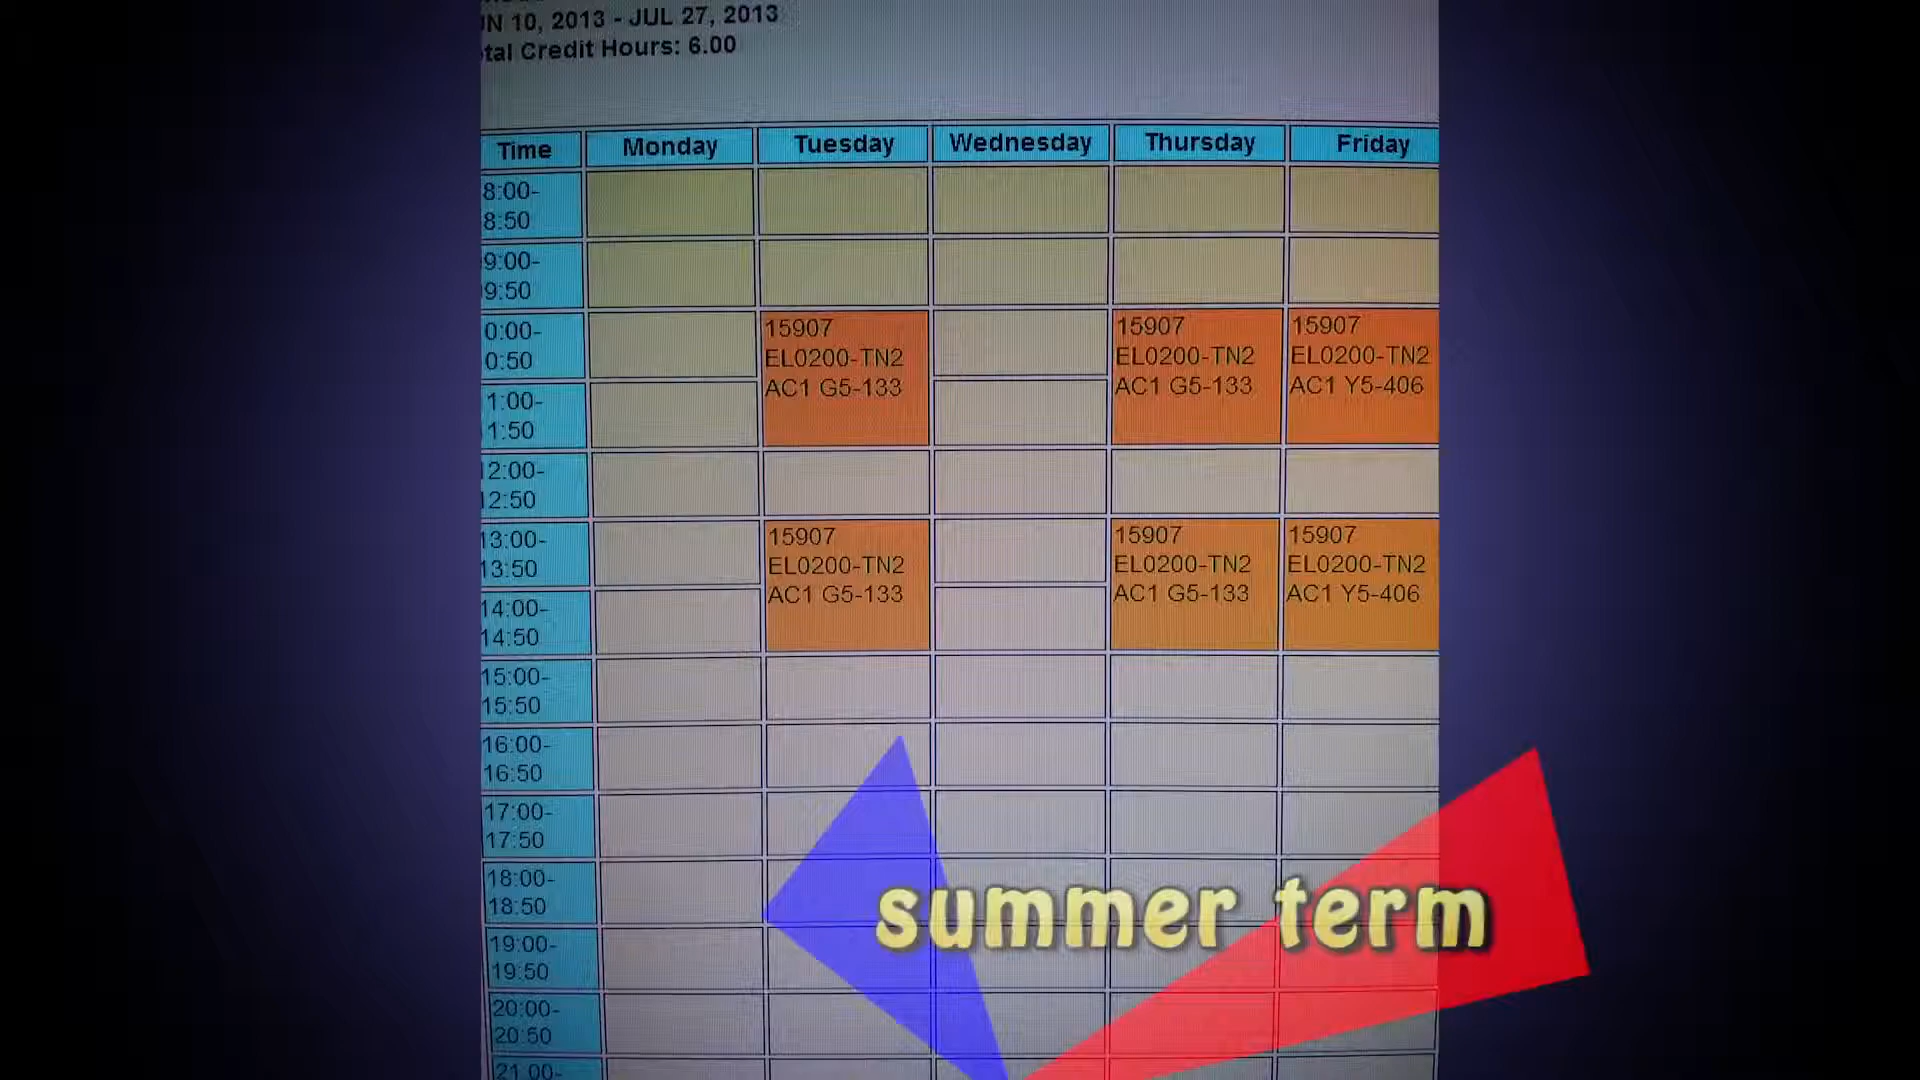 N 10, 2013 - JUL 27, 2013
tal Credit Hours: 6.00
Time Monday Tuesday Wednesday Thursday Friday
8:00-
8:50
9:00-
9:50
0:00-
0:50
15907 15907 15907
EL0200-TN2 EL0200-TN2 EL0200-TN2
AC1 G5-133 AC1 G5-133 AC1 Y5-406
1:00-
1:50
12:00-
12:50
13:00-
13:50
15907 15907 15907
EL0200-TN2 EL0200-TN2 EL0200-TN2
AC1 G5-133 AC1 G5-133 AC1 Y5-406
14:00-
14:50
15:00-
15:50
16:00-
16:50
17:00-
17:50
18:00-
18:50
summer term
19:00-
19:50
20:00-
20:50
21:00-